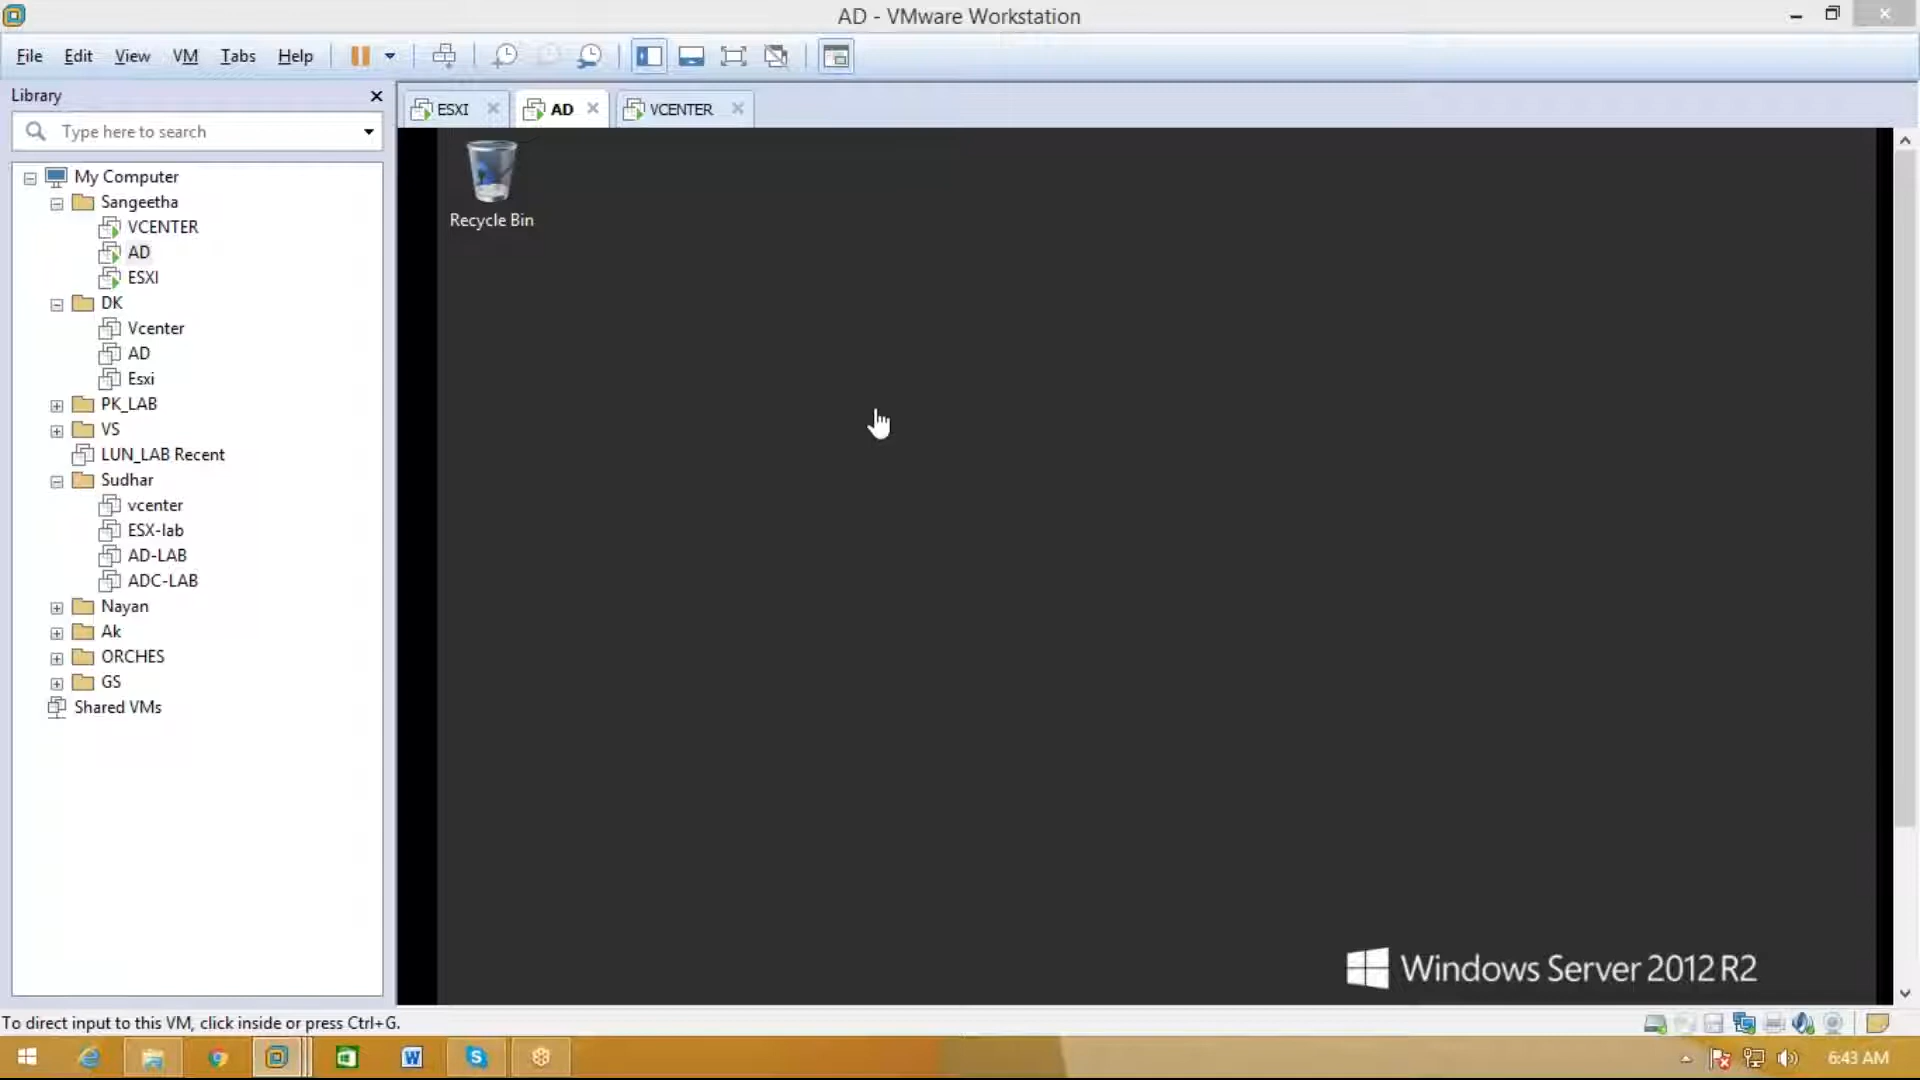 AD - VMware Workstation
File Edit View VM Tabs Help
Library
Type here to search
ESXI AD VCENTER
My Computer
Sangeetha
VCENTER
AD
ESXI
DK
Vcenter
AD
Esxi
PK_LAB
VS
LUN_LAB Recent
Sudhar
vcenter
ESX-lab
AD-LAB
ADC-LAB
Nayan
Ak
ORCHES
GS
Shared VMs
Recycle Bin
Windows Server 2012 R2
To direct input to this VM, click inside or press Ctrl+G.
6:43 AM